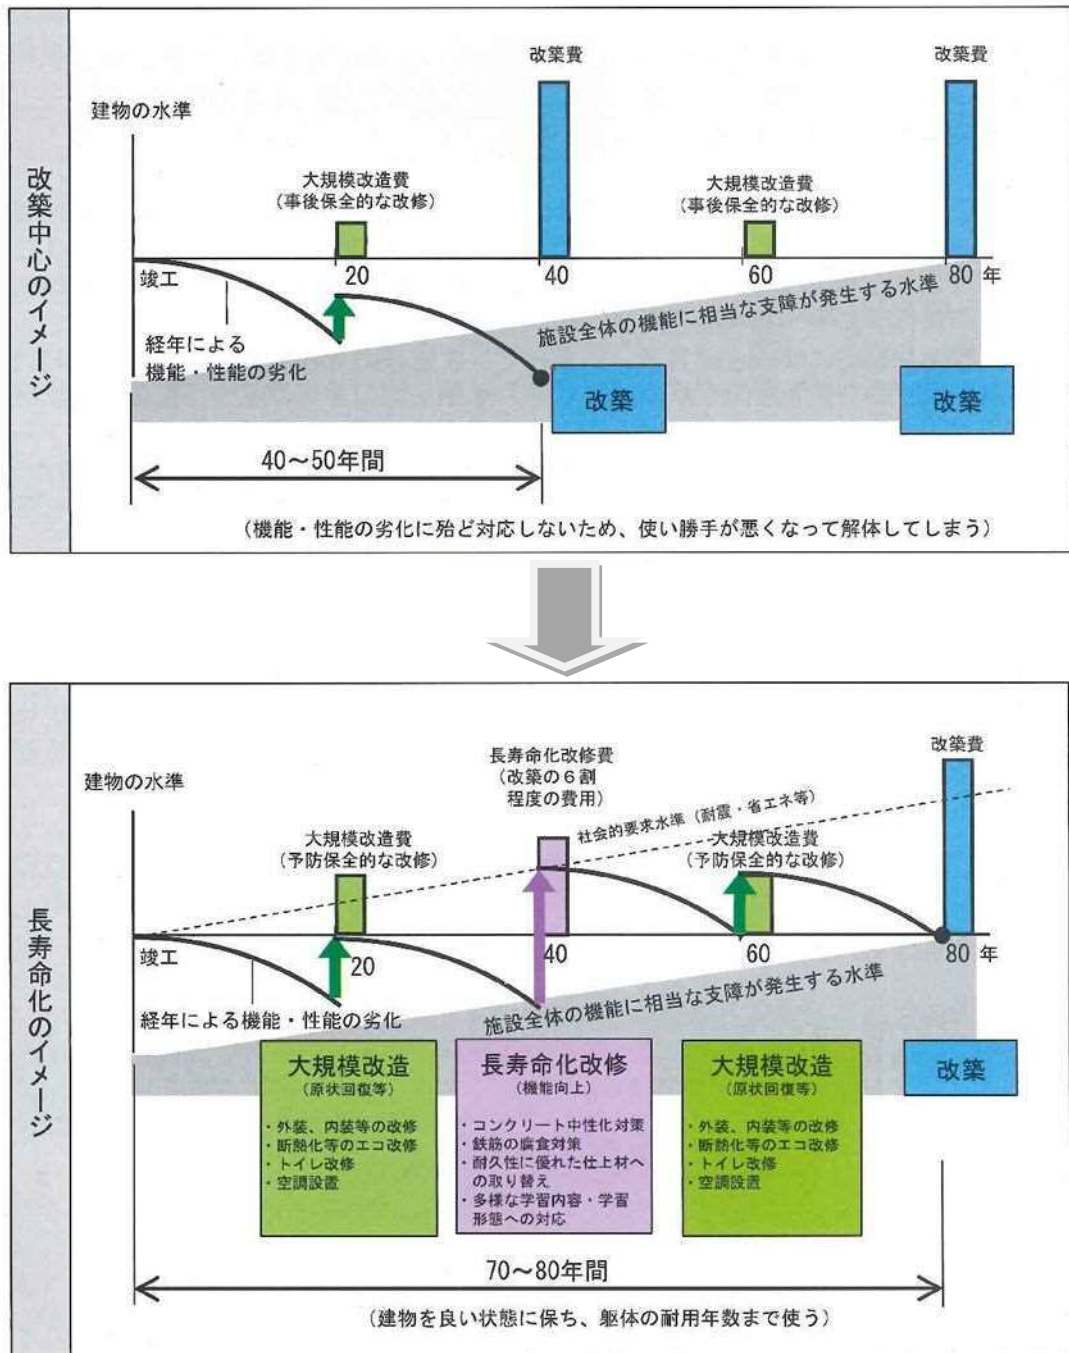 改築中心のイメージ
建物の水準
改築費
改築費
大規模改造費
(事後保全的な改修)
大規模改造費
(事後保全的な改修)
竣工
20
40
60
80 年
経年による
機能・性能の劣化
施設全体の機能に相当な支障が発生する水準
改築
改築
40～50年間
(機能・性能の劣化に殆ど対応しないため、使い勝手が悪くなって解体してしまう)
長寿命化のイメージ
建物の水準
長寿命化改修費
(改築の6割
程度の費用)
改築費
社会的要求水準(耐震・省エネ等)
大規模改造費
(予防保全的な改修)
大規模改造費
(予防保全的な改修)
竣工
20
40
60
80 年
経年による機能・性能の劣化
施設全体の機能に相当な支障が発生する水準
大規模改造
(原状回復等)
・外装、内装等の改修
・断熱化等のエコ改修
・トイレ改修
・空調設置
長寿命化改修
(機能向上)
・コンクリート中性化対策
・鉄筋の腐食対策
・耐久性に優れた仕上材へ
の取り替え
・多様な学習内容・学習
形態への対応
大規模改造
(原状回復等)
・外装、内装等の改修
・断熱化等のエコ改修
・トイレ改修
・空調設置
改築
70～80年間
(建物を良い状態に保ち、躯体の耐用年数まで使う)